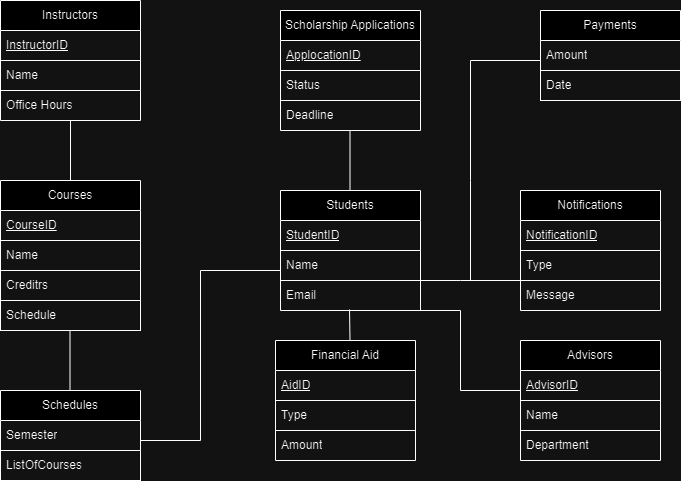 Instructors
InstructorID
Name
Office Hours
Scholarship Applications
ApplocationID
Status
Deadline
Payments
Amount
Date
Courses
CourseID
Name
Creditrs
Schedule
Students
StudentID
Name
Email
Notifications
NotificationID
Type
Message
Schedules
Semester
ListOfCourses
Financial Aid
AidID
Type
Amount
Advisors
AdvisorID
Name
Department